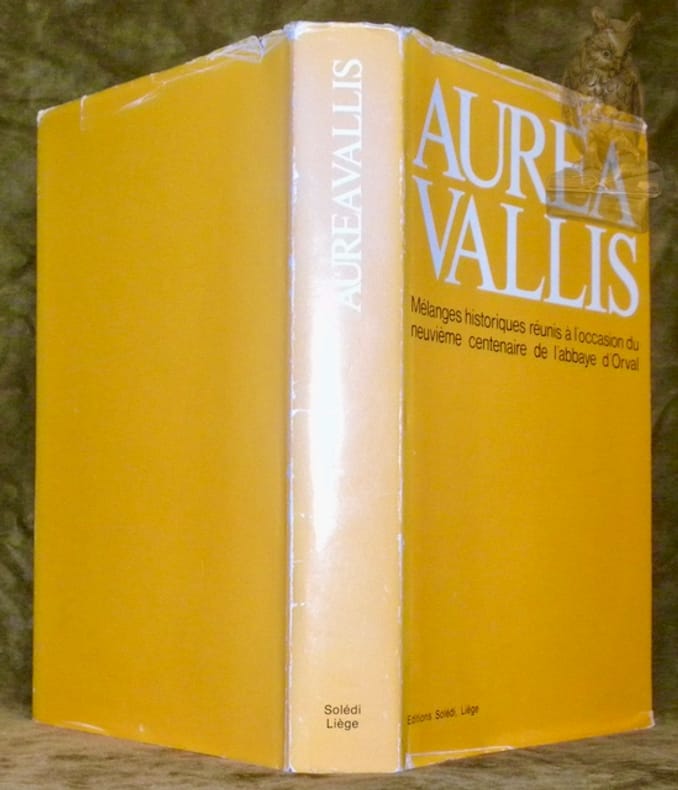 AUREAVALLIS
Solédi
Liège
AUREA
VALLIS
Mélanges historiques réunis à l'occasion du
neuvième centenaire de l'abbaye d'Orval
Editions Solédi, Liège